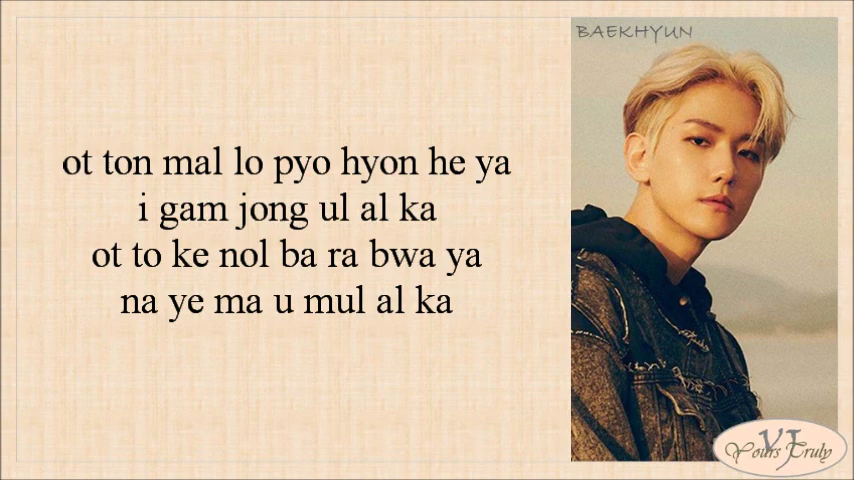 BAEKHYUN
ot ton mal lo pyo hyon he ya
i gam jong ul al ka
ot to ke nol ba ra bwa ya
na ye ma u mul al ka
YJ
Yours Truly